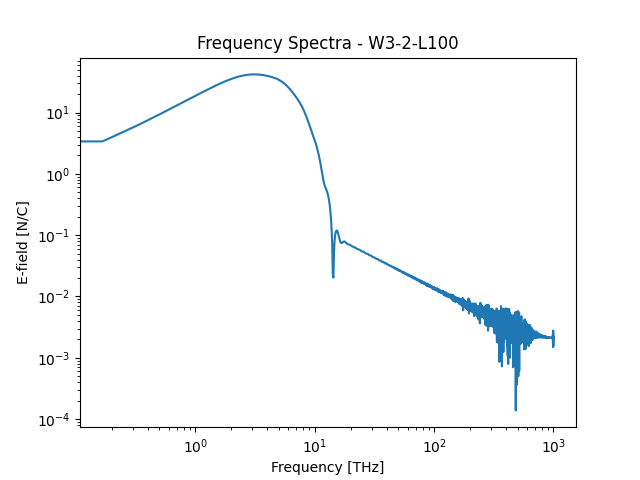 Frequency Spectra - W3-2-L100
E-field [N/C]
10¹
10⁰
10⁻¹
10⁻²
10⁻³
10⁻⁴
10⁰ 10¹ 10² 10³
Frequency [THz]